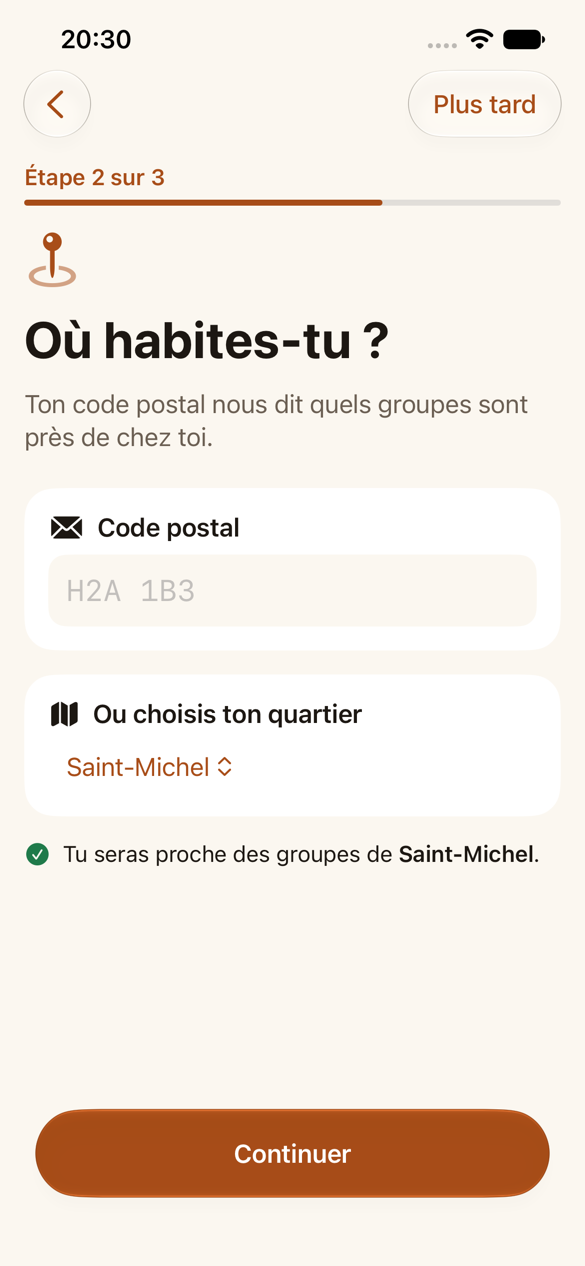 20:30
Plus tard
Étape 2 sur 3
Où habites-tu ?
Ton code postal nous dit quels groupes sont
près de chez toi.
Code postal
H2A 1B3
Ou choisis ton quartier
Saint-Michel
Tu seras proche des groupes de Saint-Michel.
Continuer